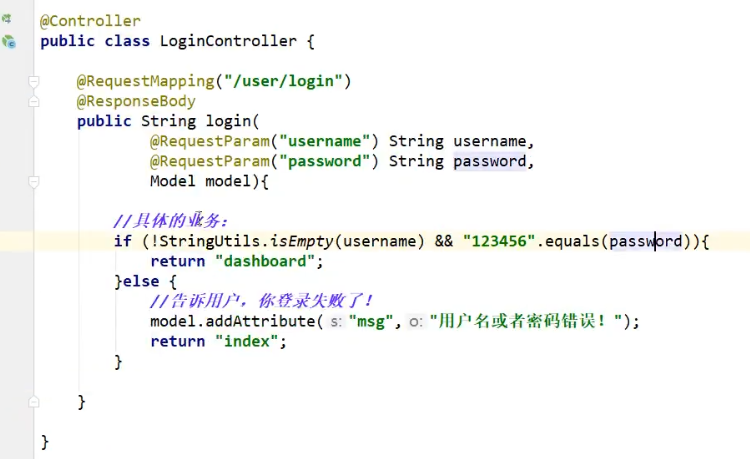 @Controller
public class LoginController {
@RequestMapping("/user/login")
@ResponseBody
public String login(
@RequestParam("username") String username,
@RequestParam("password") String password,
Model model){
//具体的业务：
if (!StringUtils.isEmpty(username) && "123456".equals(password)){
return "dashboard";
}else {
//告诉用户，你登录失败了！
model.addAttribute( s: "msg", o: "用户名或者密码错误！");
return "index";
}
}
}